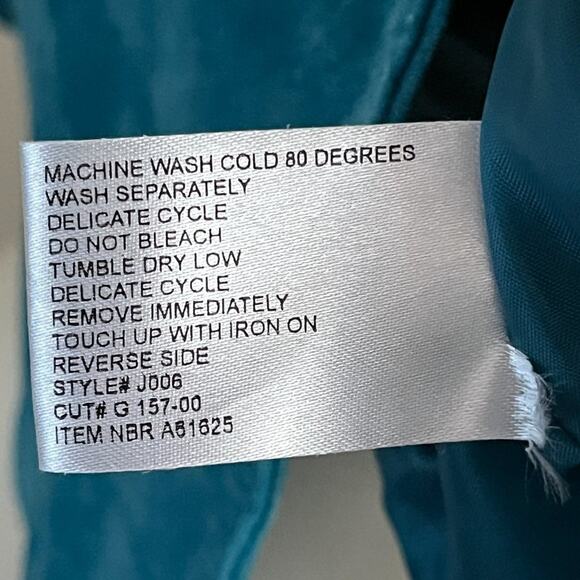 MACHINE WASH COLD 80 DEGREES
WASH SEPARATELY
DELICATE CYCLE
DO NOT BLEACH
TUMBLE DRY LOW
DELICATE CYCLE
REMOVE IMMEDIATELY
TOUCH UP WITH IRON ON
REVERSE SIDE
STYLE# J006
CUT# G 157-00
ITEM NBR A61625